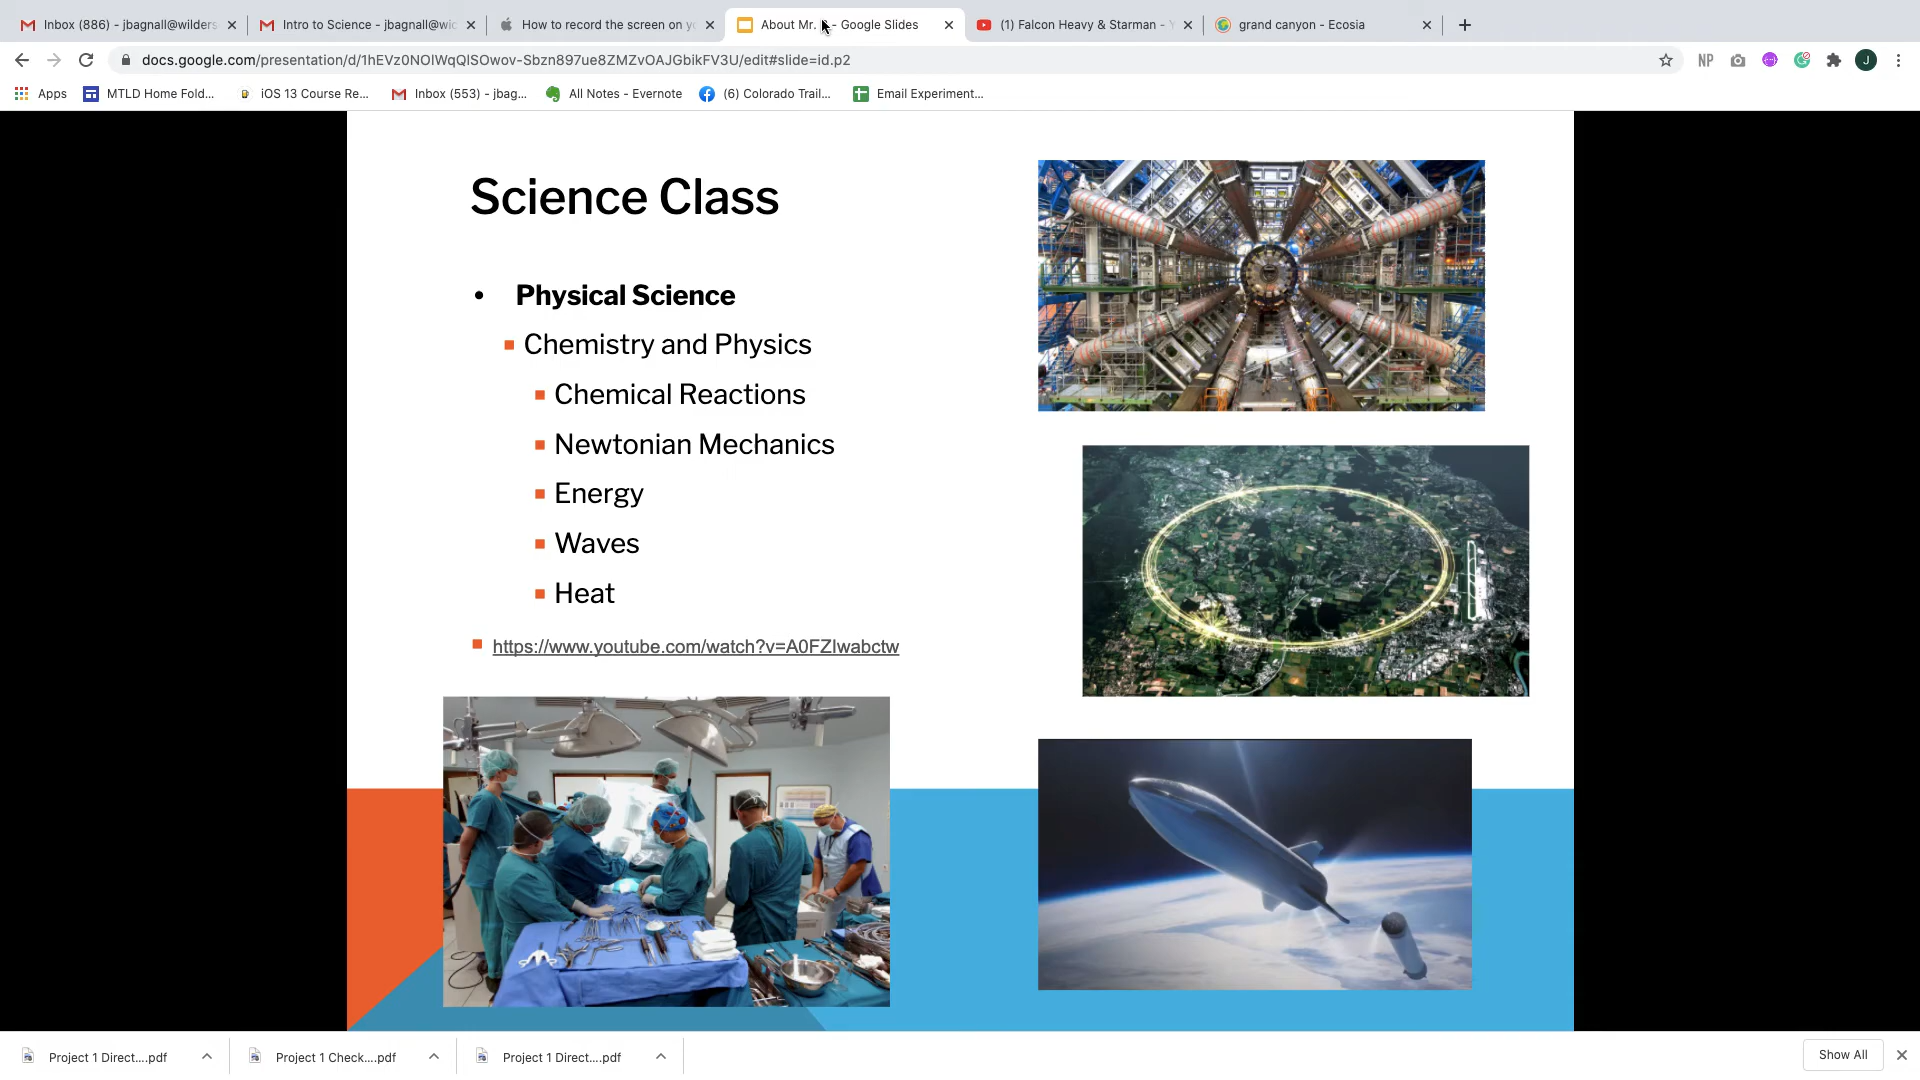 Inbox (886) - jbagnall@wilders
Intro to Science - jbagnall@wic
How to record the screen on yo
About Mr. - Google Slides
(1) Falcon Heavy & Starman - Y
grand canyon - Ecosia
docs.google.com/presentation/d/1hEVz0NOlWqQlSOwov-Sbzn897ue8ZMZvOAJGbikFV3U/edit#slide=id.p2
NP
J
Apps
MTLD Home Fold...
iOS 13 Course Re...
Inbox (553) - jbag...
All Notes - Evernote
(6) Colorado Trail...
Email Experiment...
Science Class
• Physical Science
Chemistry and Physics
Chemical Reactions
Newtonian Mechanics
Energy
Waves
Heat
https://www.youtube.com/watch?v=A0FZIwabctw
Project 1 Direct....pdf
Project 1 Check....pdf
Project 1 Direct....pdf
Show All